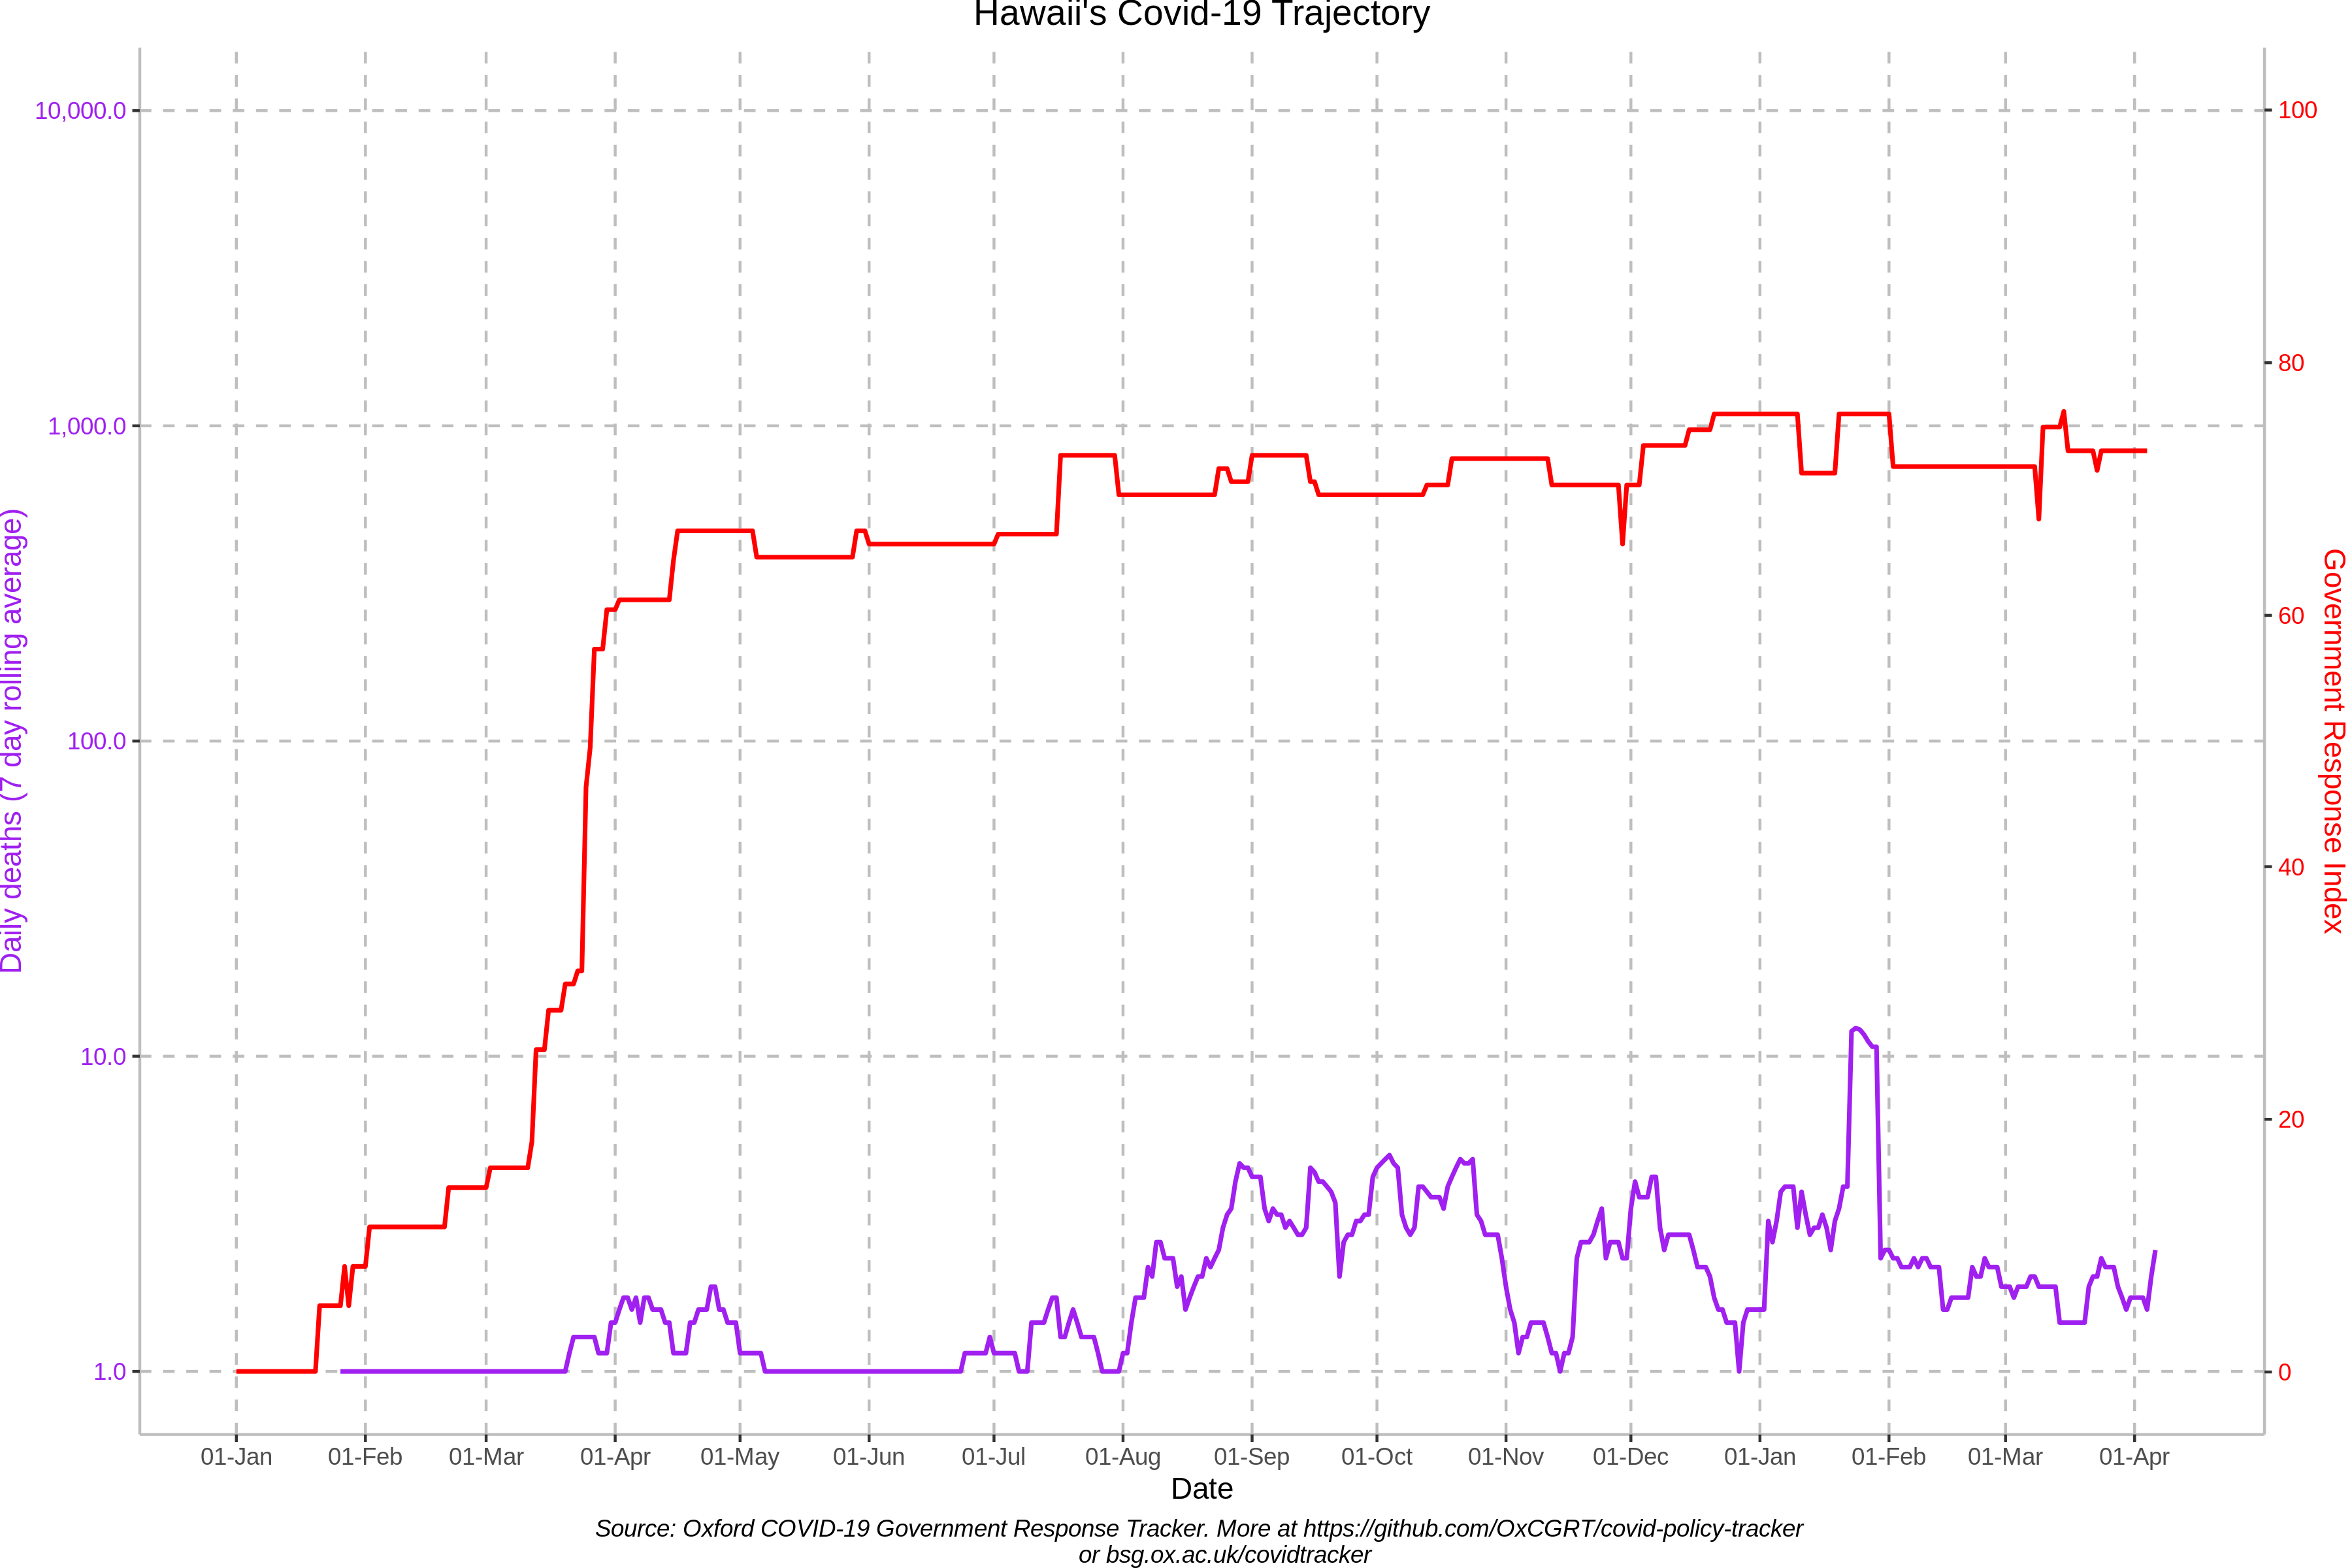 Hawaii's Covid-19 Trajectory
10,000.0
1,000.0
100.0
10.0
1.0
Daily deaths (7 day rolling average)
100
80
60
40
20
0
Government Response Index
01-Jan 01-Feb 01-Mar 01-Apr 01-May 01-Jun 01-Jul 01-Aug 01-Sep 01-Oct 01-Nov 01-Dec 01-Jan 01-Feb 01-Mar 01-Apr
Date
Source: Oxford COVID-19 Government Response Tracker. More at https://github.com/OxCGRT/covid-policy-tracker
or bsg.ox.ac.uk/covidtracker